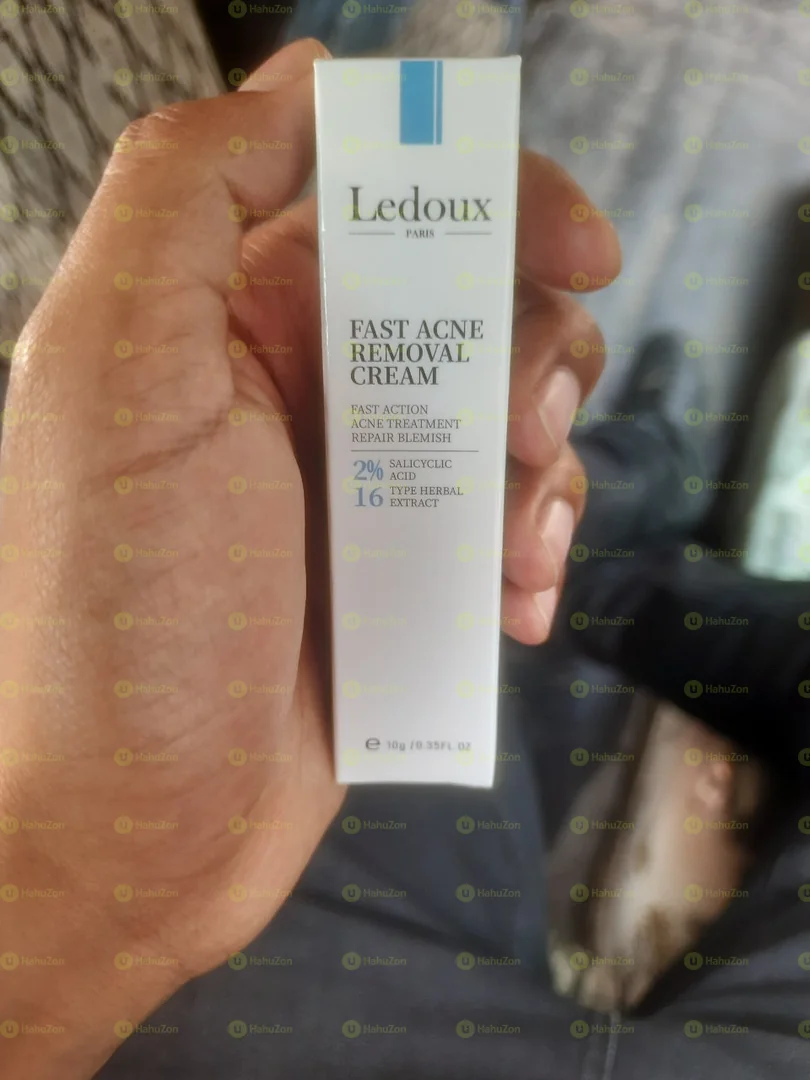 Ledoux
PARIS
FAST ACNE
REMOVAL
CREAM
FAST ACTION
ACNE TREATMENT
REPAIR BLEMISH
2% SALICYCLIC
ACID
16 TYPE HERBAL
EXTRACT
e 10g / 0.35FL OZ
HahuZon